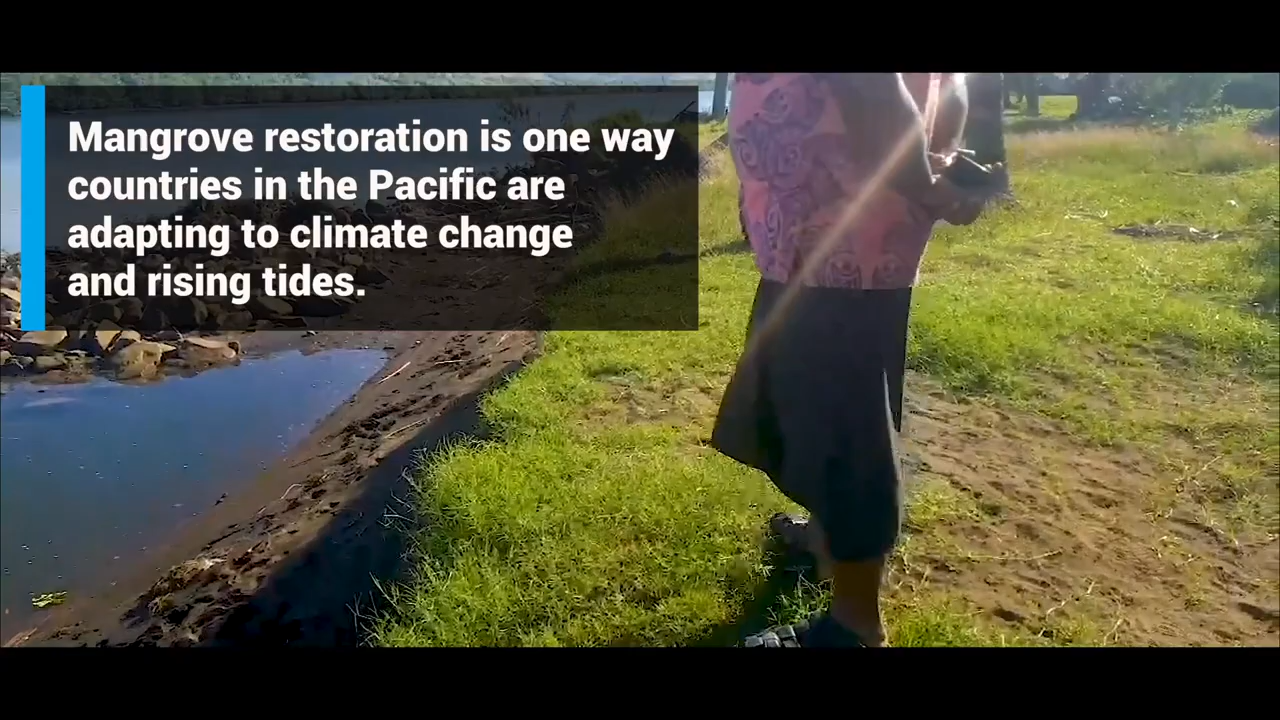 Mangrove restoration is one way
countries in the Pacific are
adapting to climate change
and rising tides.